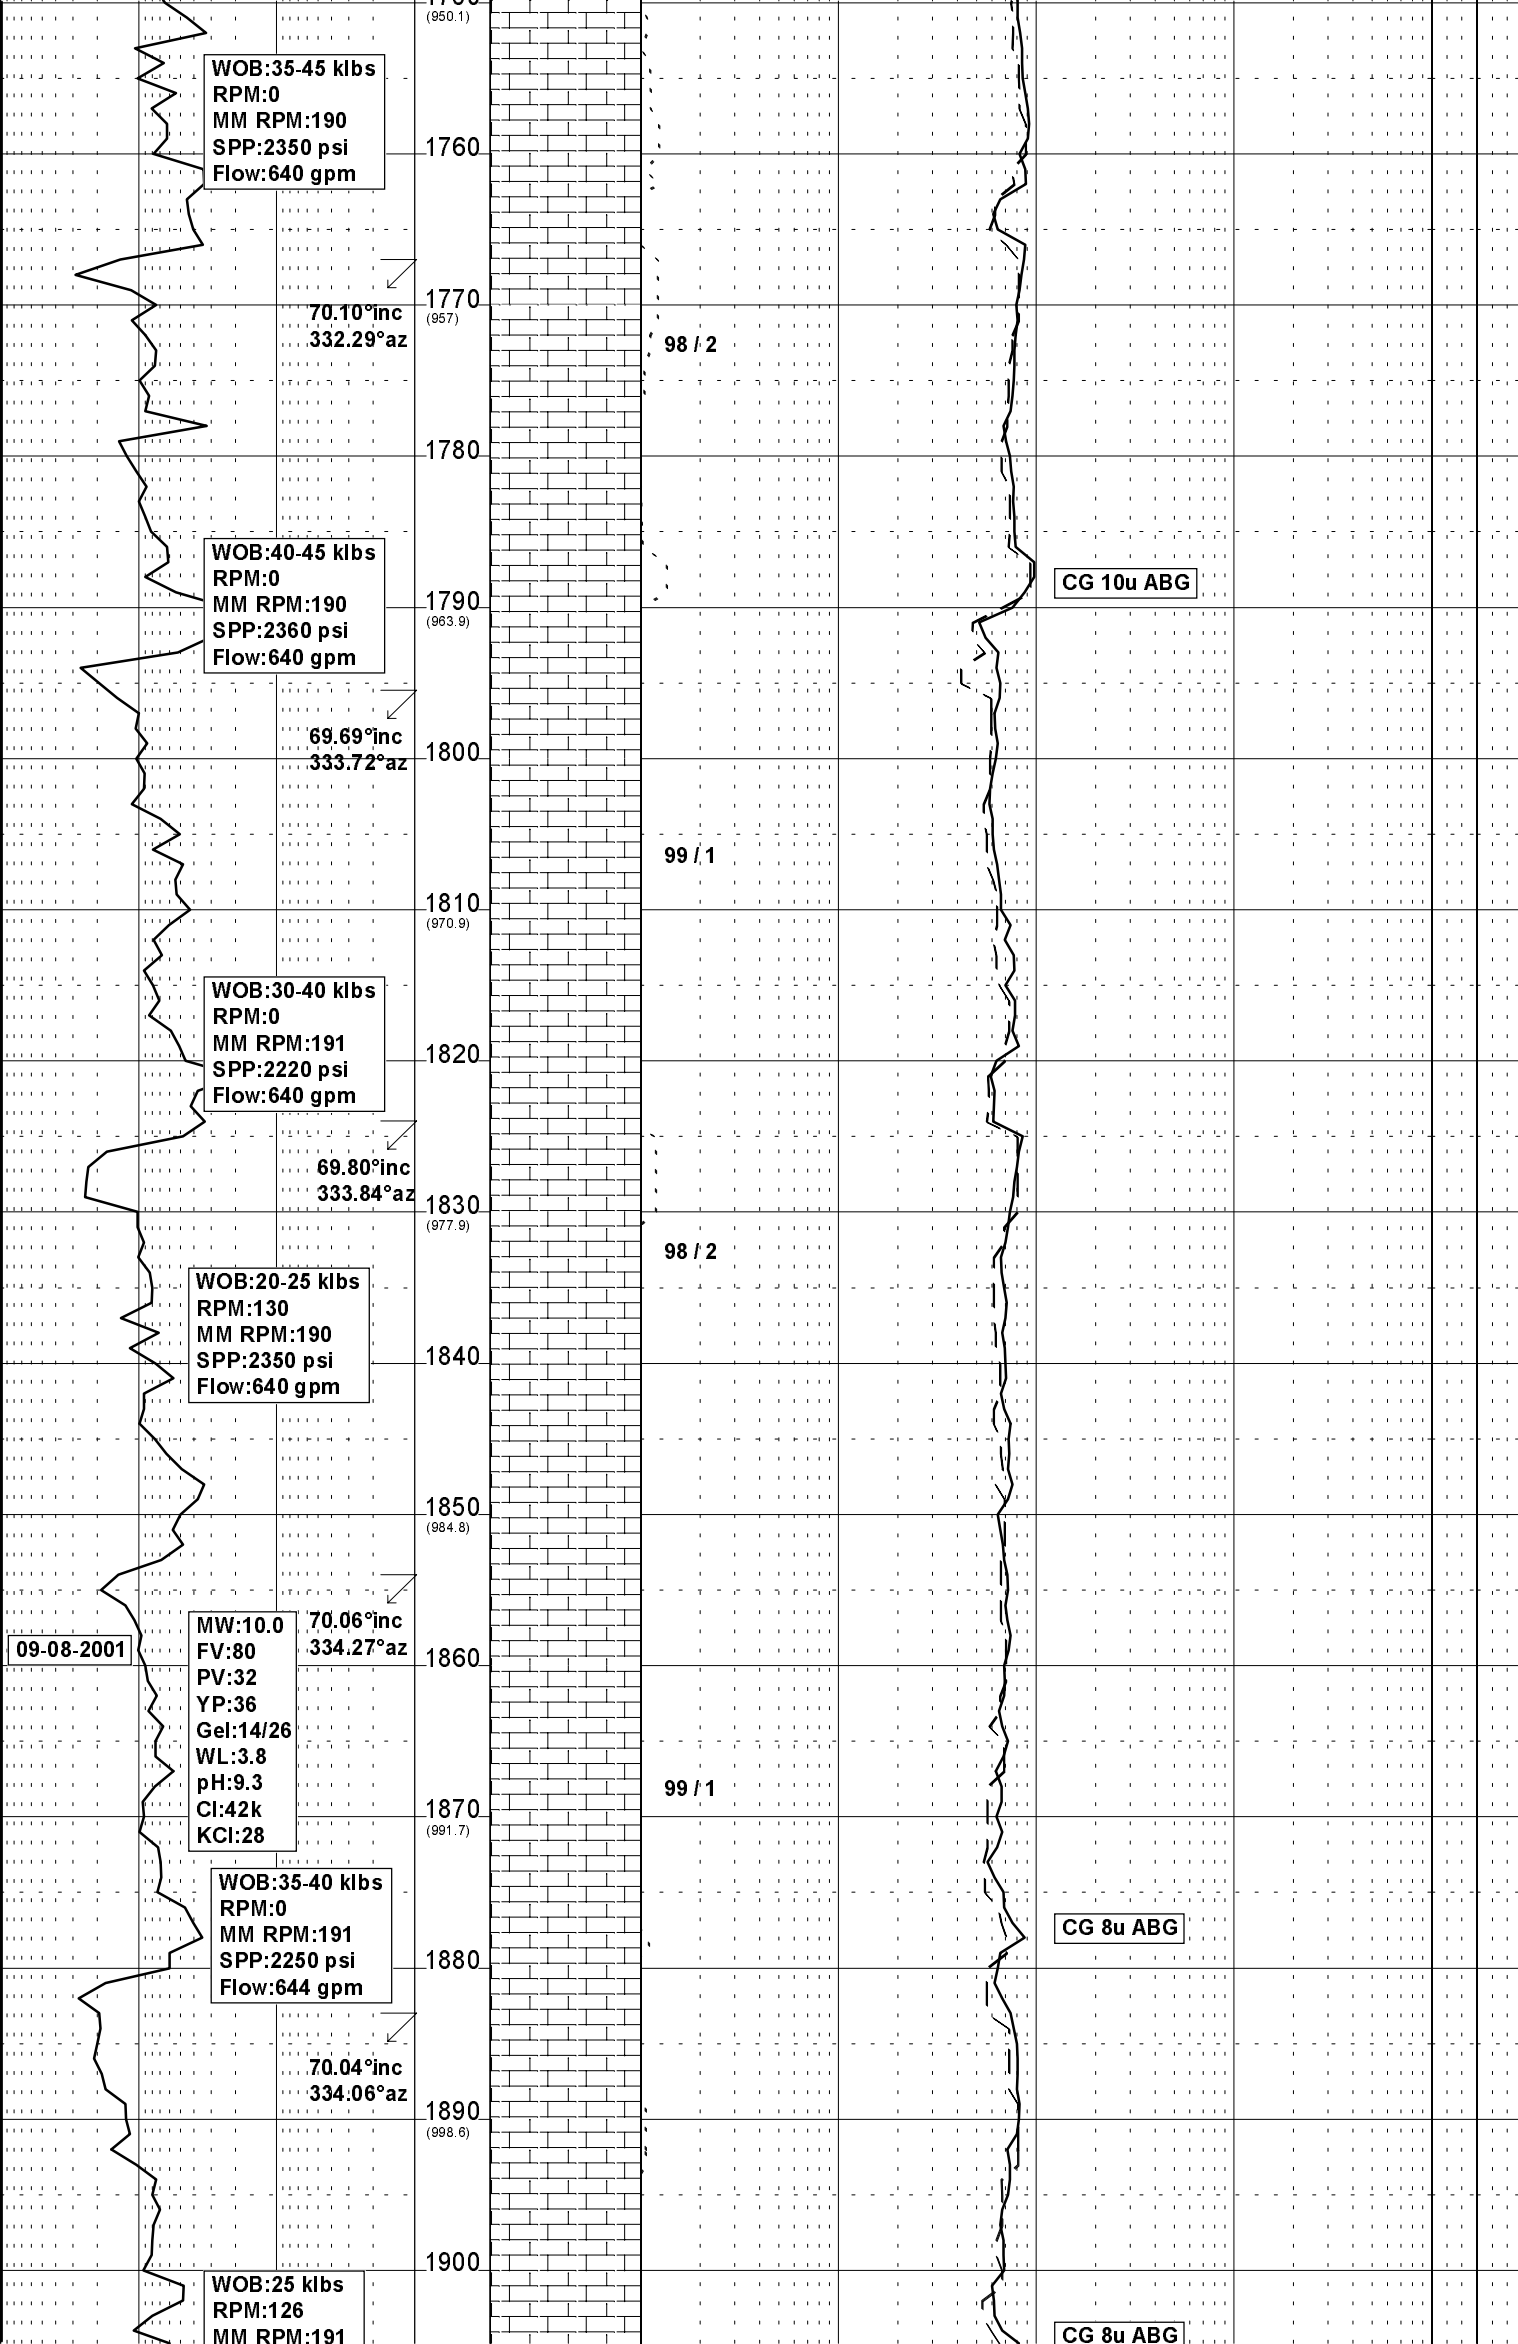 (950.1)
WOB:35-45 klbs
RPM:0
MM RPM:190
SPP:2350 psi
Flow:640 gpm
1760
70.10°inc
332.29°az
1770
(957)
98 / 2
1780
WOB:40-45 klbs
RPM:0
MM RPM:190
SPP:2360 psi
Flow:640 gpm
CG 10u ABG
1790
(963.9)
69.69°inc
333.72°az
1800
99 / 1
1810
(970.9)
WOB:30-40 klbs
RPM:0
MM RPM:191
SPP:2220 psi
Flow:640 gpm
1820
69.80°inc
333.84°az
1830
(977.9)
98 / 2
WOB:20-25 klbs
RPM:130
MM RPM:190
SPP:2350 psi
Flow:640 gpm
1840
1850
(984.8)
09-08-2001
MW:10.0
FV:80
PV:32
YP:36
Gel:14/26
WL:3.8
pH:9.3
Cl:42k
KCl:28
70.06°inc
334.27°az
1860
99 / 1
1870
(991.7)
WOB:35-40 klbs
RPM:0
MM RPM:191
SPP:2250 psi
Flow:644 gpm
CG 8u ABG
1880
70.04°inc
334.06°az
1890
(998.6)
1900
WOB:25 klbs
RPM:126
MM RPM:191
CG 8u ABG